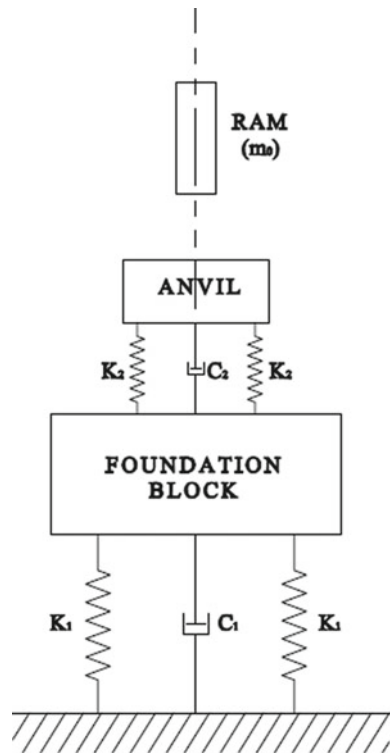 RAM
(m₀)
ANVIL
K₂ C₂ K₂
FOUNDATION
BLOCK
K₁ C₁ K₁